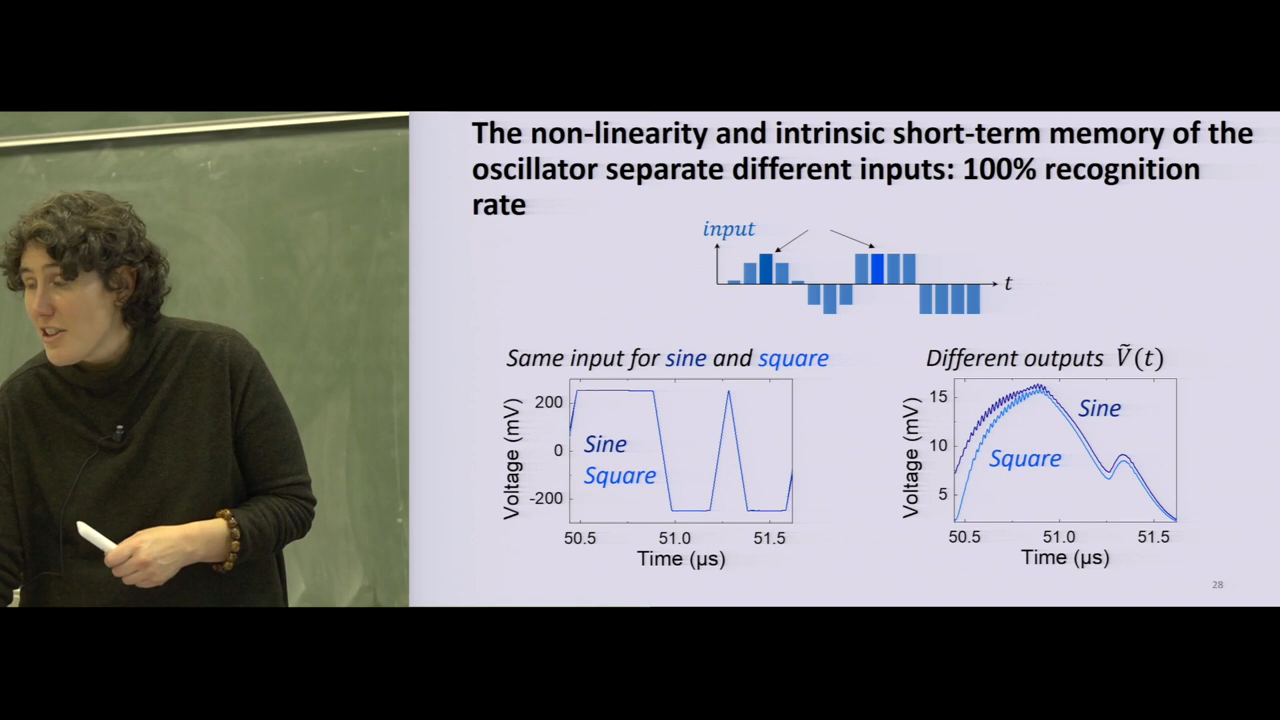 The non-linearity and intrinsic short-term memory of the
oscillator separate different inputs: 100% recognition
rate
input
t
Same input for sine and square
Different outputs Ṽ(t)
Voltage (mV)
200
0
-200
Sine
Square
50.5 51.0 51.5
Time (µs)
Voltage (mV)
15
10
5
Sine
Square
50.5 51.0 51.5
Time (µs)
28